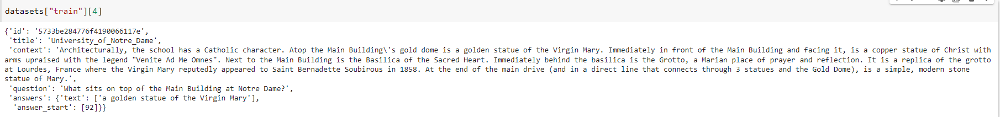 datasets["train"][4]
{'id': '5733be284776f4190066117e',
'title': 'University_of_Notre_Dame',
'context': 'Architecturally, the school has a Catholic character. Atop the Main Building\'s gold dome is a golden statue of the Virgin Mary. Immediately in front of the Main Building and facing it, is a copper statue of Christ with
arms upraised with the legend "Venite Ad Me Omnes". Next to the Main Building is the Basilica of the Sacred Heart. Immediately behind the basilica is the Grotto, a Marian place of prayer and reflection. It is a replica of the grotto
at Lourdes, France where the Virgin Mary reputedly appeared to Saint Bernadette Soubirous in 1858. At the end of the main drive (and in a direct line that connects through 3 statues and the Gold Dome), is a simple, modern stone
statue of Mary.',
'question': 'What sits on top of the Main Building at Notre Dame?',
'answers': {'text': ['a golden statue of the Virgin Mary'],
'answer_start': [92]}}